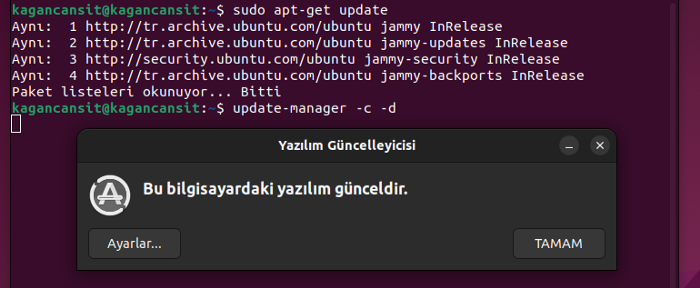 kagancansit@kagancansit:~$ sudo apt-get update
Aynı:  1 http://tr.archive.ubuntu.com/ubuntu jammy InRelease
Aynı:  2 http://tr.archive.ubuntu.com/ubuntu jammy-updates InRelease
Aynı:  3 http://security.ubuntu.com/ubuntu jammy-security InRelease
Aynı:  4 http://tr.archive.ubuntu.com/ubuntu jammy-backports InRelease
Paket listeleri okunuyor... Bitti
kagancansit@kagancansit:~$ update-manager -c -d
Yazılım Güncelleyicisi
Bu bilgisayardaki yazılım günceldir.
Ayarlar...
TAMAM